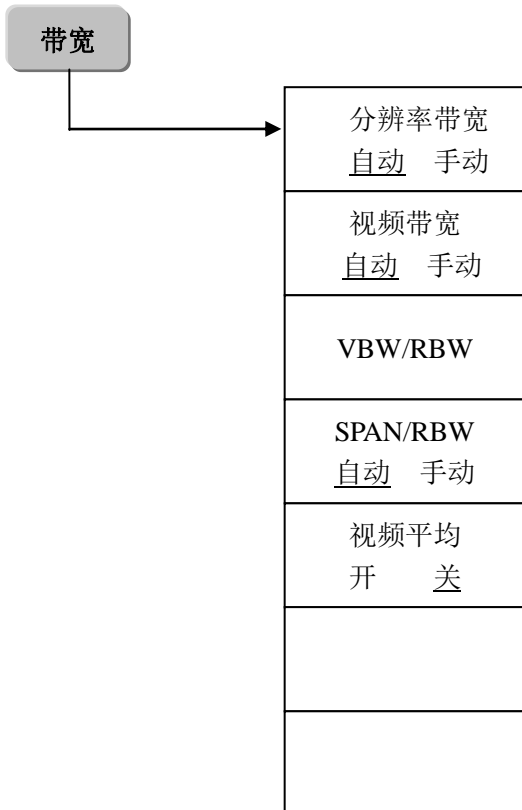 带宽
分辨率带宽
自动 手动
视频带宽
自动 手动
VBW/RBW
SPAN/RBW
自动 手动
视频平均
开 关